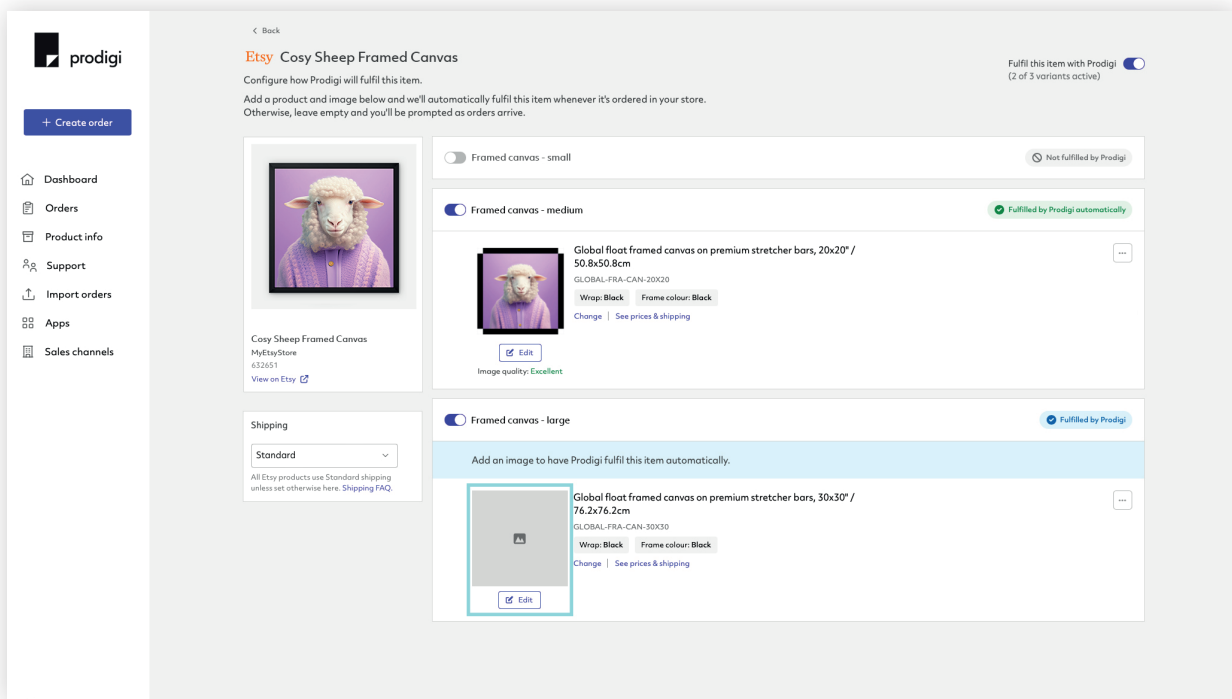 prodigi
+ Create order
Dashboard
Orders
Product info
Support
Import orders
Apps
Sales channels
Back
Etsy Cosy Sheep Framed Canvas
Configure how Prodigi will fulfil this item.
Add a product and image below and we'll automatically fulfil this item whenever it's ordered in your store.
Otherwise, leave empty and you'll be prompted as orders arrive.
Fulfil this item with Prodigi
(2 of 3 variants active)
Cosy Sheep Framed Canvas
MyEtsyStore
632651
View on Etsy
Shipping
Standard
All Etsy products use Standard shipping
unless set otherwise here. Shipping FAQ.
Framed canvas - small
Not fulfilled by Prodigi
Framed canvas - medium
Fulfilled by Prodigi automatically
Global float framed canvas on premium stretcher bars, 20x20" /
50.8x50.8cm
GLOBAL-FRA-CAN-20X20
Wrap: Black Frame colour: Black
Change | See prices & shipping
Edit
Image quality: Excellent
Framed canvas - large
Fulfilled by Prodigi
Add an image to have Prodigi fulfil this item automatically.
Global float framed canvas on premium stretcher bars, 30x30" /
76.2x76.2cm
GLOBAL-FRA-CAN-30X30
Wrap: Black Frame colour: Black
Change | See prices & shipping
Edit